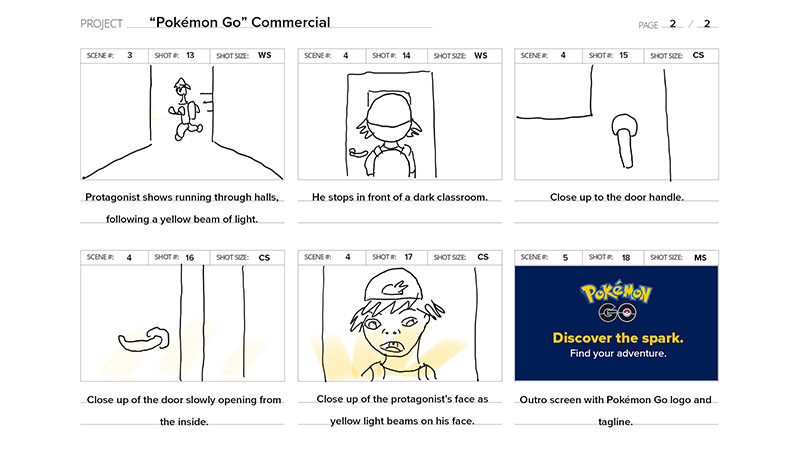 PROJECT “Pokémon Go” Commercial PAGE 2 / 2
SCENE #: 3 SHOT #: 13 SHOT SIZE: WS
SCENE #: 4 SHOT #: 14 SHOT SIZE: WS
SCENE #: 4 SHOT #: 15 SHOT SIZE: CS
Protagonist shows running through halls,
following a yellow beam of light.
He stops in front of a dark classroom.
Close up to the door handle.
SCENE #: 4 SHOT #: 16 SHOT SIZE: CS
SCENE #: 4 SHOT #: 17 SHOT SIZE: CS
SCENE #: 5 SHOT #: 18 SHOT SIZE: MS
POKéMON
GO
Discover the spark.
Find your adventure.
Close up of the door slowly opening from
the inside.
Close up of the protagonist’s face as
yellow light beams on his face.
Outro screen with Pokémon Go logo and
tagline.